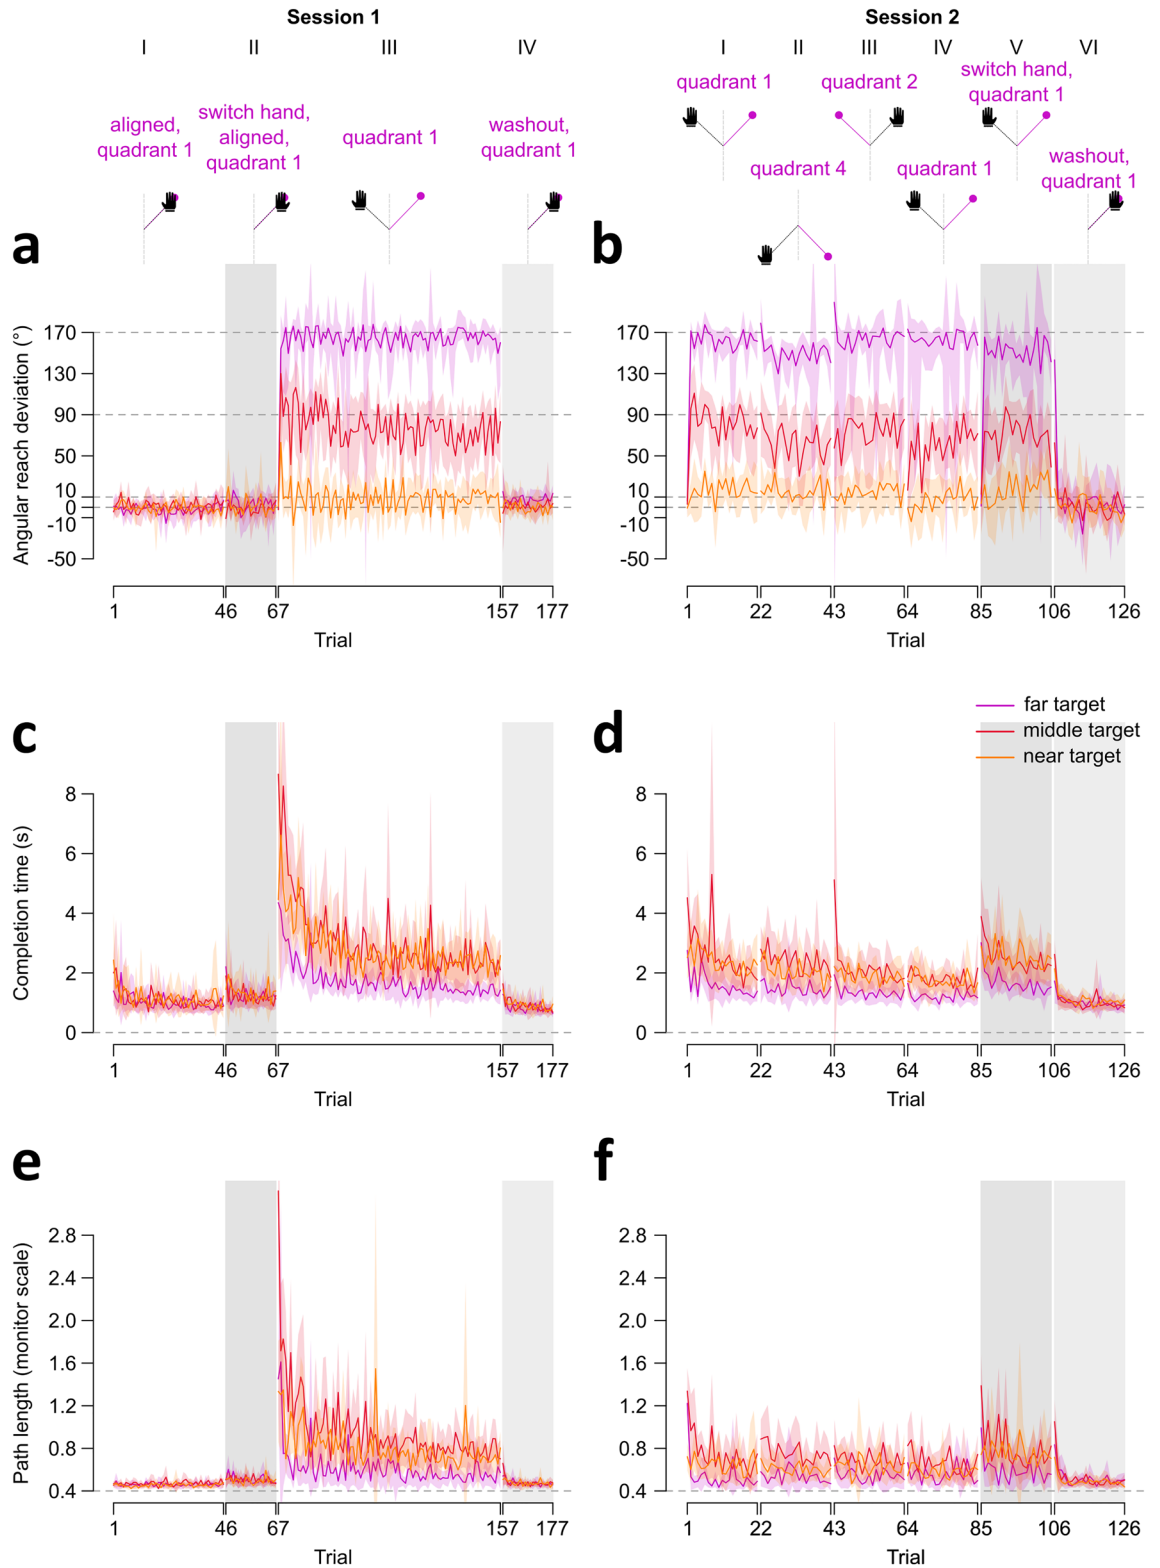 Session 1
Session 2
I II III IV
I II III IV V VI
aligned,
quadrant 1
switch hand,
aligned,
quadrant 1
quadrant 1
washout,
quadrant 1
quadrant 1
quadrant 4
quadrant 2
quadrant 1
switch hand,
quadrant 1
washout,
quadrant 1
a
Angular reach deviation (°)
170
130
90
50
10
0
-10
-50
1 46 67 157 177
Trial
b
170
130
90
50
10
0
-10
-50
1 22 43 64 85 106 126
Trial
c
Completion time (s)
8
6
4
2
0
1 46 67 157 177
Trial
d
far target
middle target
near target
8
6
4
2
0
1 22 43 64 85 106 126
Trial
e
Path length (monitor scale)
2.8
2.4
2.0
1.6
1.2
0.8
0.4
1 46 67 157 177
Trial
f
2.8
2.4
2.0
1.6
1.2
0.8
0.4
1 22 43 64 85 106 126
Trial